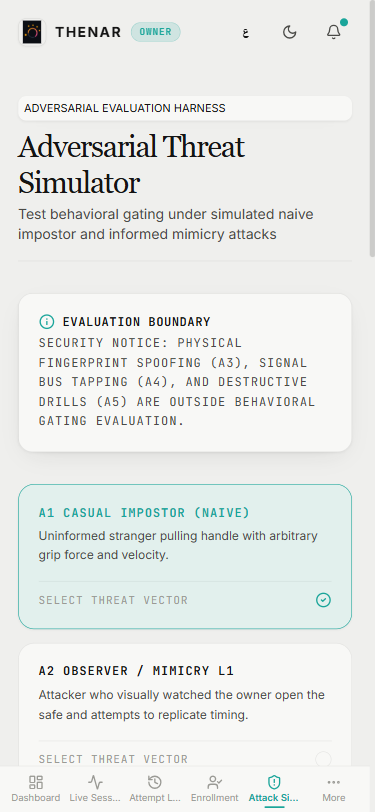 THENAR
OWNER
ع
ADVERSARIAL EVALUATION HARNESS
Adversarial Threat
Simulator
Test behavioral gating under simulated naive
impostor and informed mimicry attacks
EVALUATION BOUNDARY
SECURITY NOTICE: PHYSICAL
FINGERPRINT SPOOFING (A3), SIGNAL
BUS TAPPING (A4), AND DESTRUCTIVE
DRILLS (A5) ARE OUTSIDE BEHAVIORAL
GATING EVALUATION.
A1 CASUAL IMPOSTOR (NAIVE)
Uninformed stranger pulling handle with arbitrary
grip force and velocity.
SELECT THREAT VECTOR
A2 OBSERVER / MIMICRY L1
Attacker who visually watched the owner open the
safe and attempts to replicate timing.
SELECT THREAT VECTOR
Dashboard
Live Sess...
Attempt L...
Enrollment
Attack Si...
More